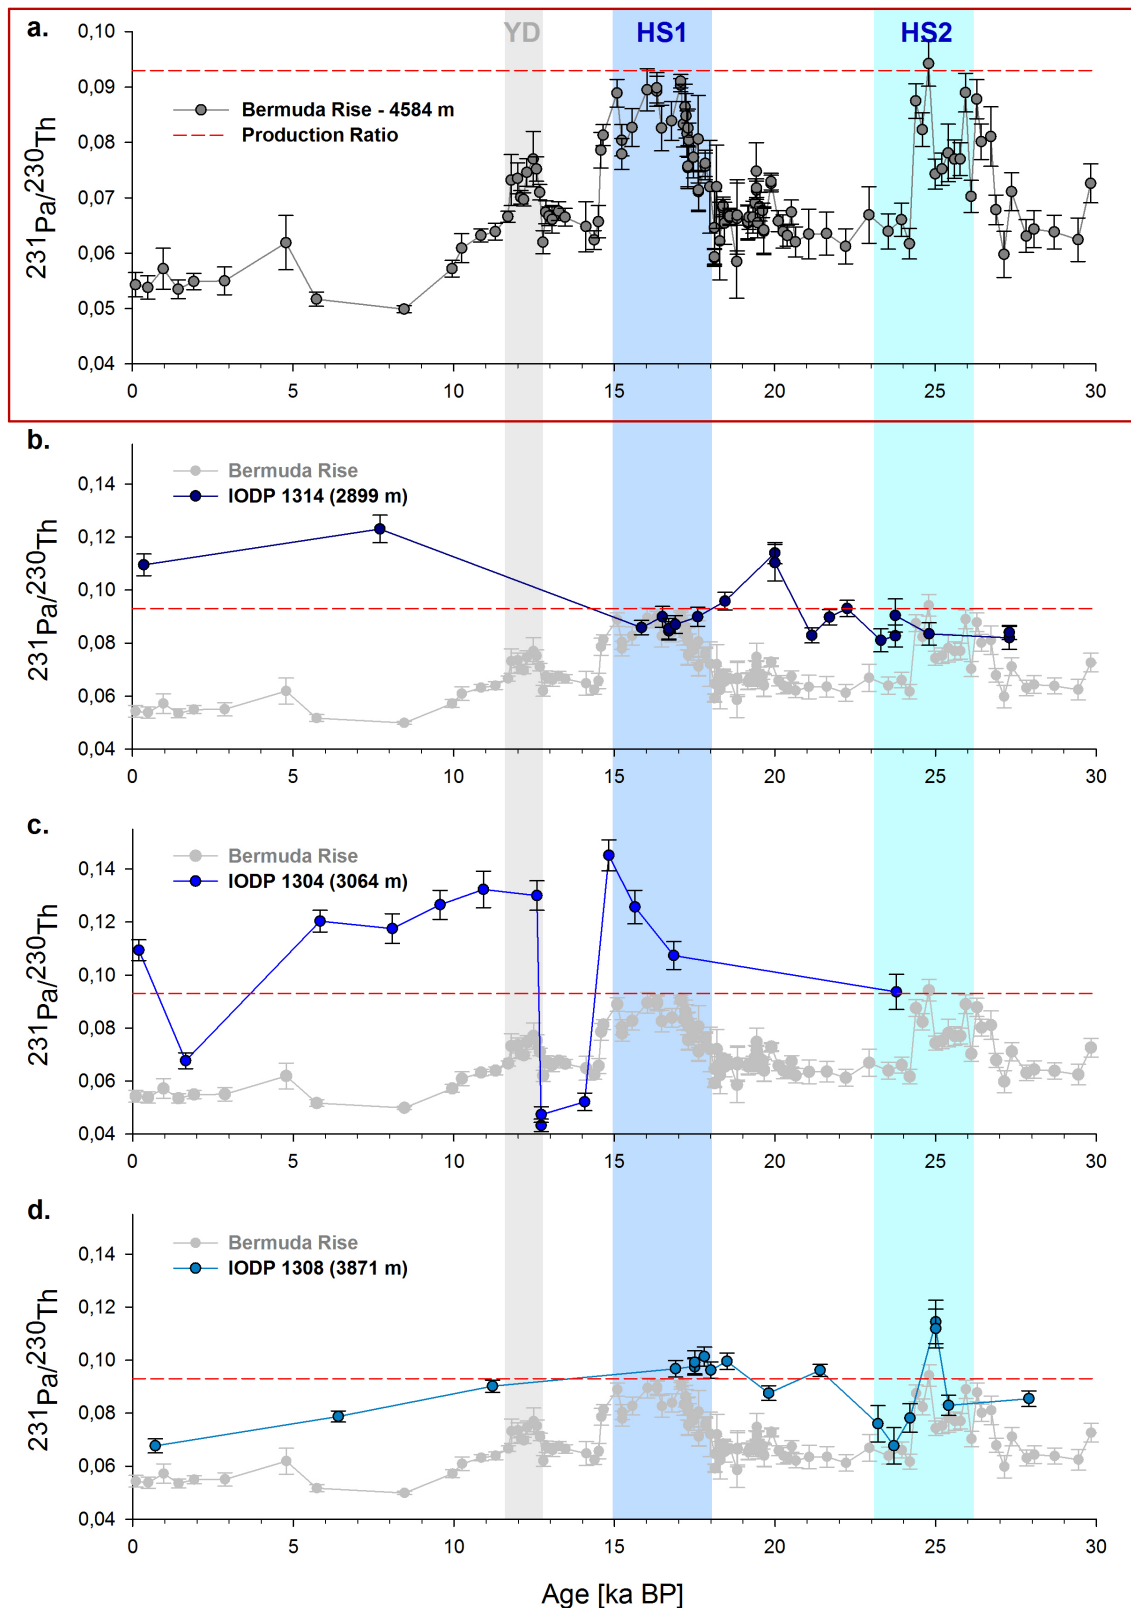 a.
YD
HS1
HS2
0,10
0,09
0,08
0,07
0,06
0,05
0,04
231Pa/230Th
Bermuda Rise - 4584 m
Production Ratio
0 5 10 15 20 25 30
b.
0,14
0,12
0,10
0,08
0,06
0,04
231Pa/230Th
Bermuda Rise
IODP 1314 (2899 m)
0 5 10 15 20 25 30
c.
0,14
0,12
0,10
0,08
0,06
0,04
231Pa/230Th
Bermuda Rise
IODP 1304 (3064 m)
0 5 10 15 20 25 30
d.
0,14
0,12
0,10
0,08
0,06
0,04
231Pa/230Th
Bermuda Rise
IODP 1308 (3871 m)
0 5 10 15 20 25 30
Age [ka BP]